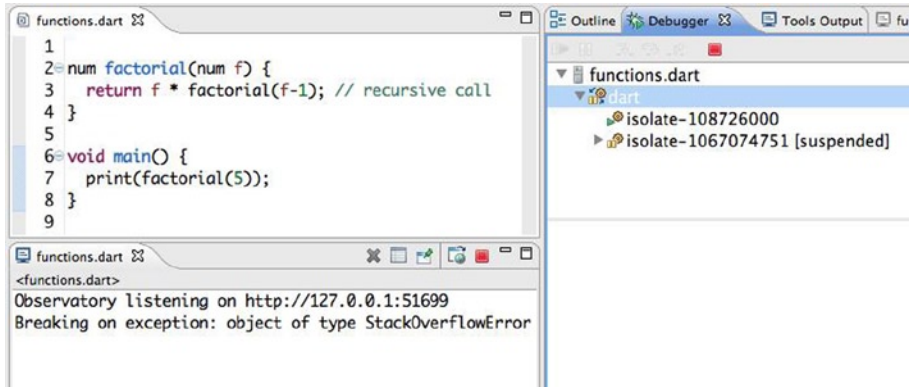 functions.dart
1
2 num factorial(num f) {
3 return f * factorial(f-1); // recursive call
4 }
5
6 void main() {
7 print(factorial(5));
8 }
9
functions.dart
<functions.dart>
Observatory listening on http://127.0.0.1:51699
Breaking on exception: object of type StackOverflowError
Outline Debugger Tools Output fu
functions.dart
dart
isolate-108726000
isolate-1067074751 [suspended]